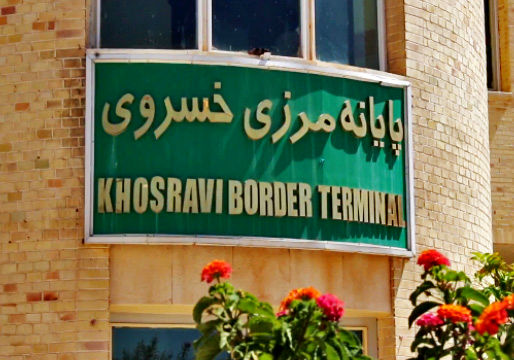 پایانه مرزی خسروی
KHOSRAVI BORDER TERMINAL